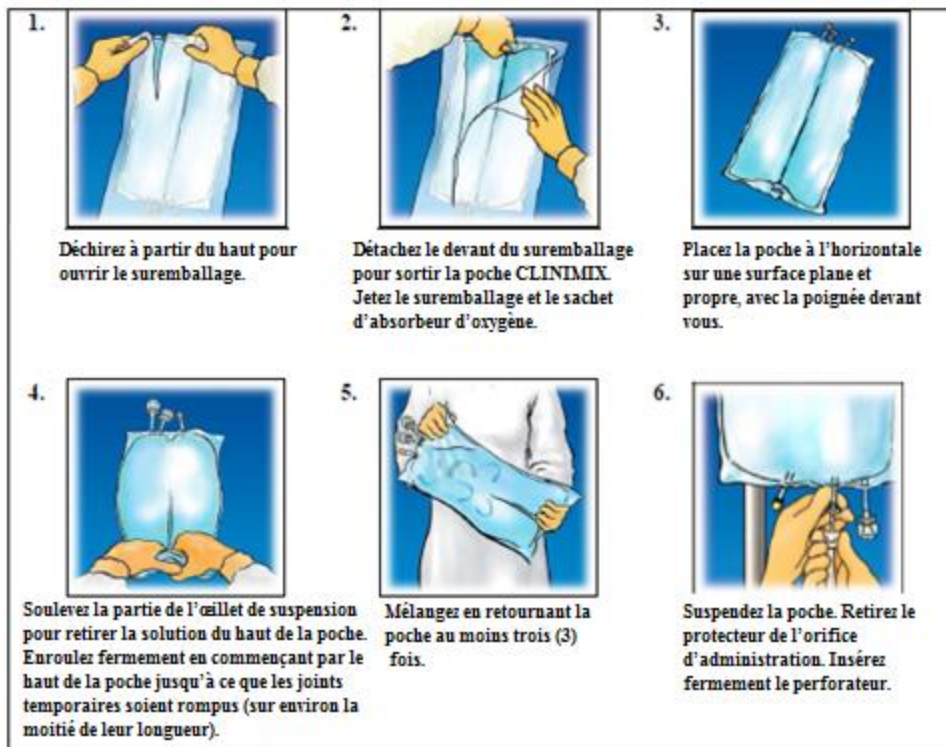 1.
Déchirez à partir du haut pour
ouvrir le suremballage.
2.
Détachez le devant du suremballage
pour sortir la poche CLINIMIX.
Jetez le suremballage et le sachet
d'absorbeur d'oxygène.
3.
Placez la poche à l'horizontale
sur une surface plane et
propre, avec la poignée devant
vous.
4.
Soulevez la partie de l'œillet de suspension
pour retirer la solution du haut de la poche.
Enroulez fermement en commençant par le
haut de la poche jusqu'à ce que les joints
temporaires soient rompus (sur environ la
moitié de leur longueur).
5.
Mélangez en retournant la
poche au moins trois (3)
fois.
6.
Suspendez la poche. Retirez le
protecteur de l'orifice
d'administration. Insérez
fermement le perforateur.